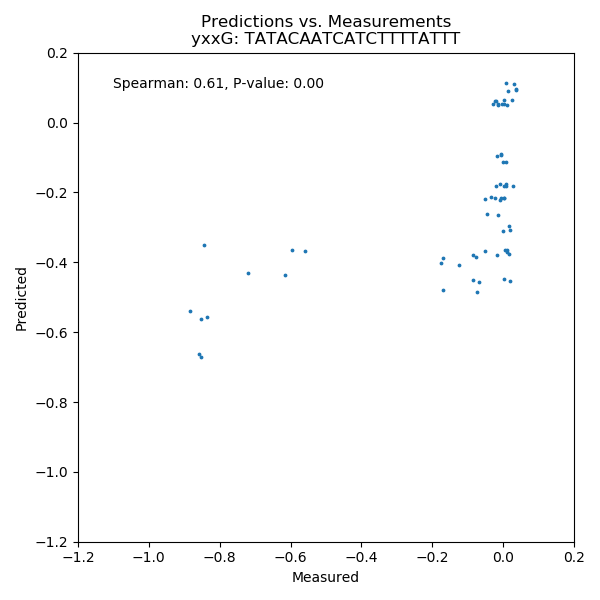 Predictions vs. Measurements
yxxG: TATACAATCATCTTTTATTT
Spearman: 0.61, P-value: 0.00
0.2
0.0
−0.2
−0.4
−0.6
−0.8
−1.0
−1.2
Predicted
−1.2 −1.0 −0.8 −0.6 −0.4 −0.2 0.0 0.2
Measured